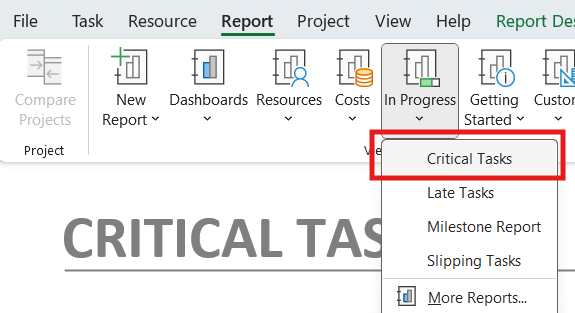 File Task Resource Report Project View Help Report Des
Compare Projects
New Report
Dashboards
Resources
Costs
In Progress
Getting Started
Custo
Project
Vie
Critical Tasks
Late Tasks
Milestone Report
Slipping Tasks
More Reports...
CRITICAL TAS